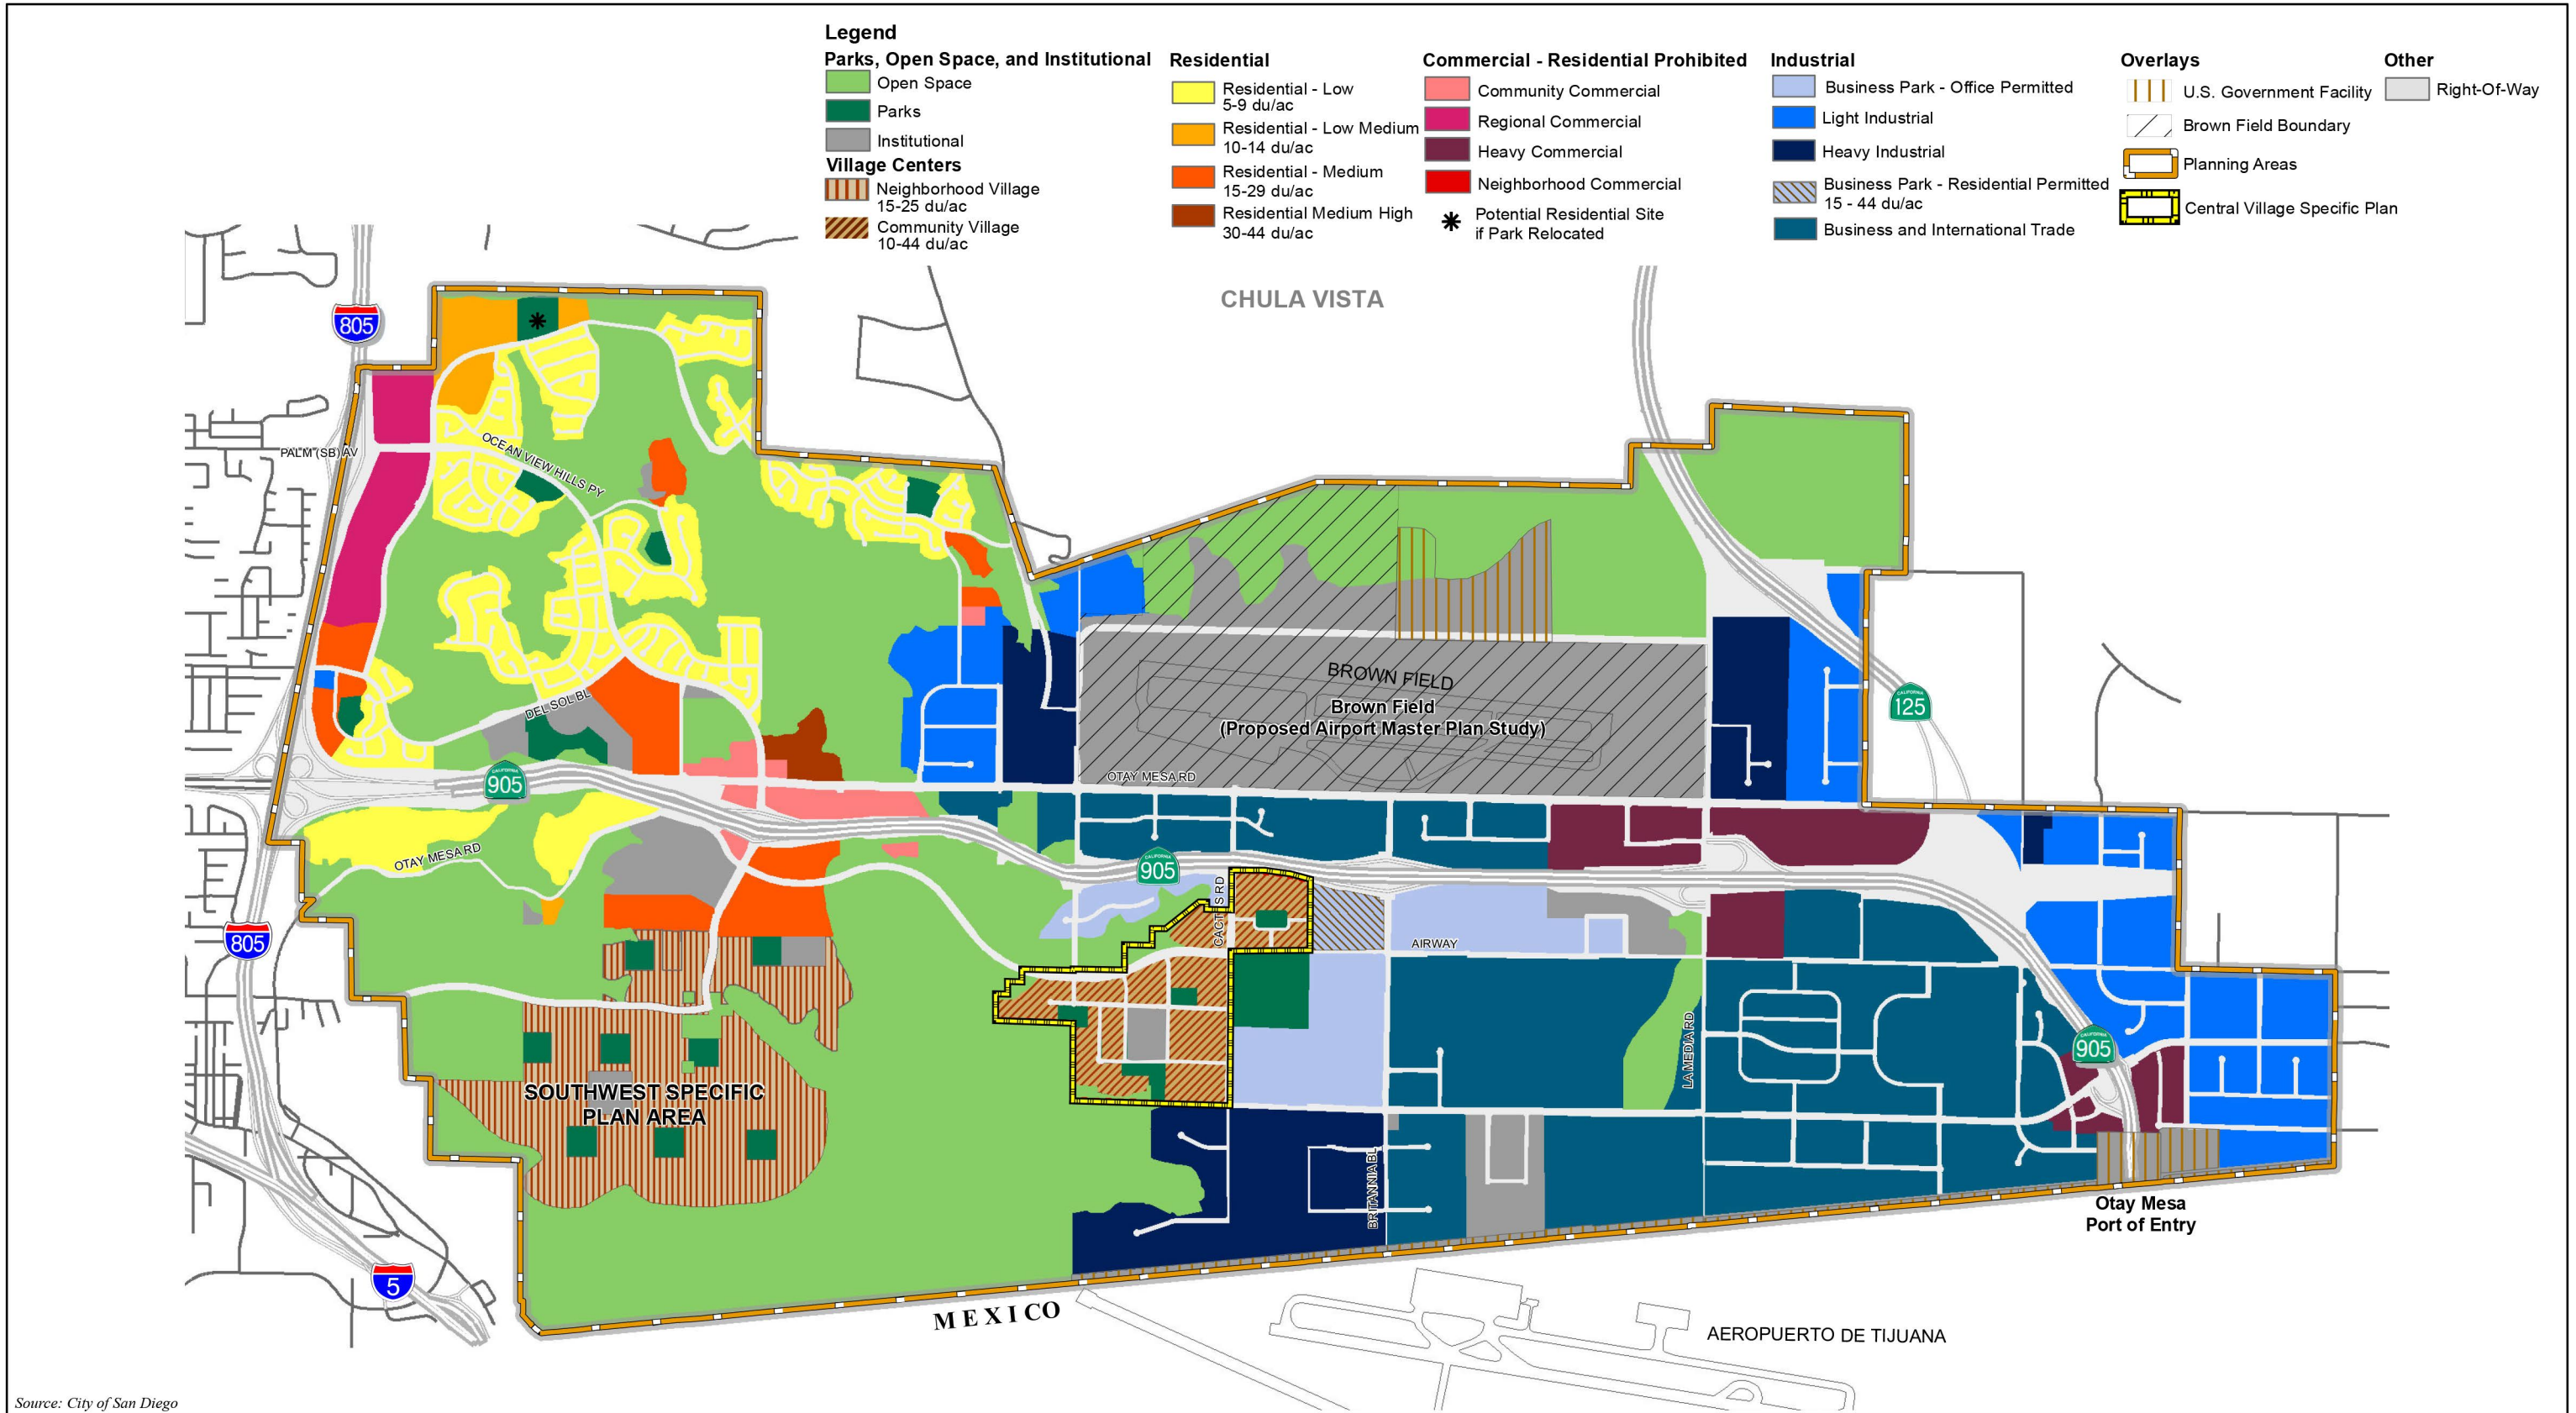 Legend
Parks, Open Space, and Institutional
Open Space
Parks
Institutional
Village Centers
Neighborhood Village
15-25 du/ac
Community Village
10-44 du/ac
Residential
Residential - Low
5-9 du/ac
Residential - Low Medium
10-14 du/ac
Residential - Medium
15-29 du/ac
Residential Medium High
30-44 du/ac
Commercial - Residential Prohibited
Community Commercial
Regional Commercial
Heavy Commercial
Neighborhood Commercial
Potential Residential Site
if Park Relocated
Industrial
Business Park - Office Permitted
Light Industrial
Heavy Industrial
Business Park - Residential Permitted
15 - 44 du/ac
Business and International Trade
Overlays
U.S. Government Facility
Brown Field Boundary
Planning Areas
Central Village Specific Plan
Other
Right-Of-Way
CHULA VISTA
805
PALM (SB) AV
OCEAN VIEW HILLS PY
DEL SOL BL
BROWN FIELD
Brown Field
(Proposed Airport Master Plan Study)
CALIFORNIA
125
CALIFORNIA
905
OTAY MESA RD
OTAY MESA RD
CALIFORNIA
905
CACTUS RD
805
AIRWAY
LA MEDIA RD
CALIFORNIA
905
SOUTHWEST SPECIFIC
PLAN AREA
BRITANNIA BL
Otay Mesa
Port of Entry
5
MEXICO
AEROPUERTO DE TIJUANA
Source: City of San Diego